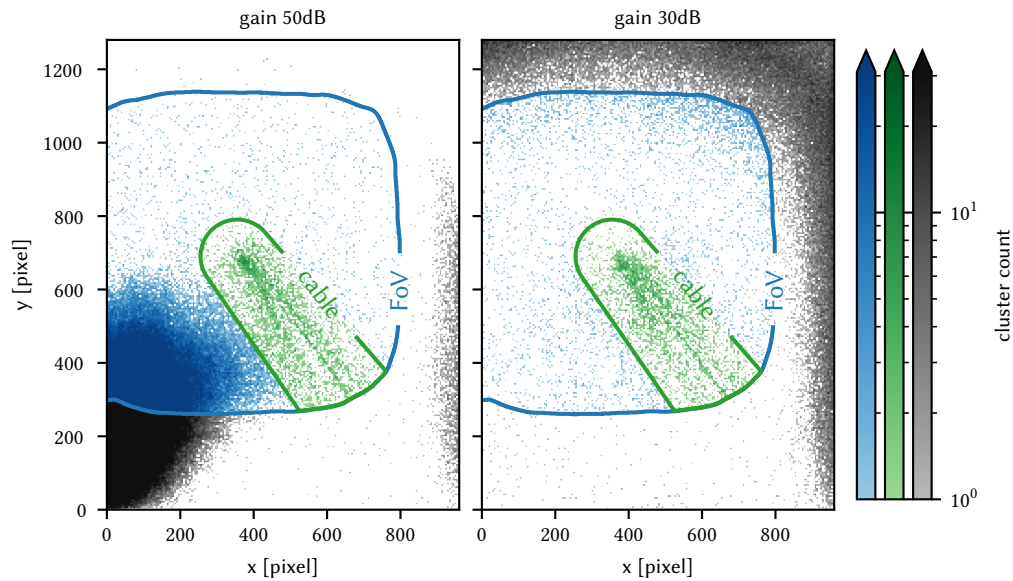 gain 50dB
gain 30dB
1200
1000
800
600
400
200
0
y [pixel]
cable
FoV
cable
FoV
0
200
400
600
800
0
200
400
600
800
x [pixel]
x [pixel]
10¹
10⁰
cluster count